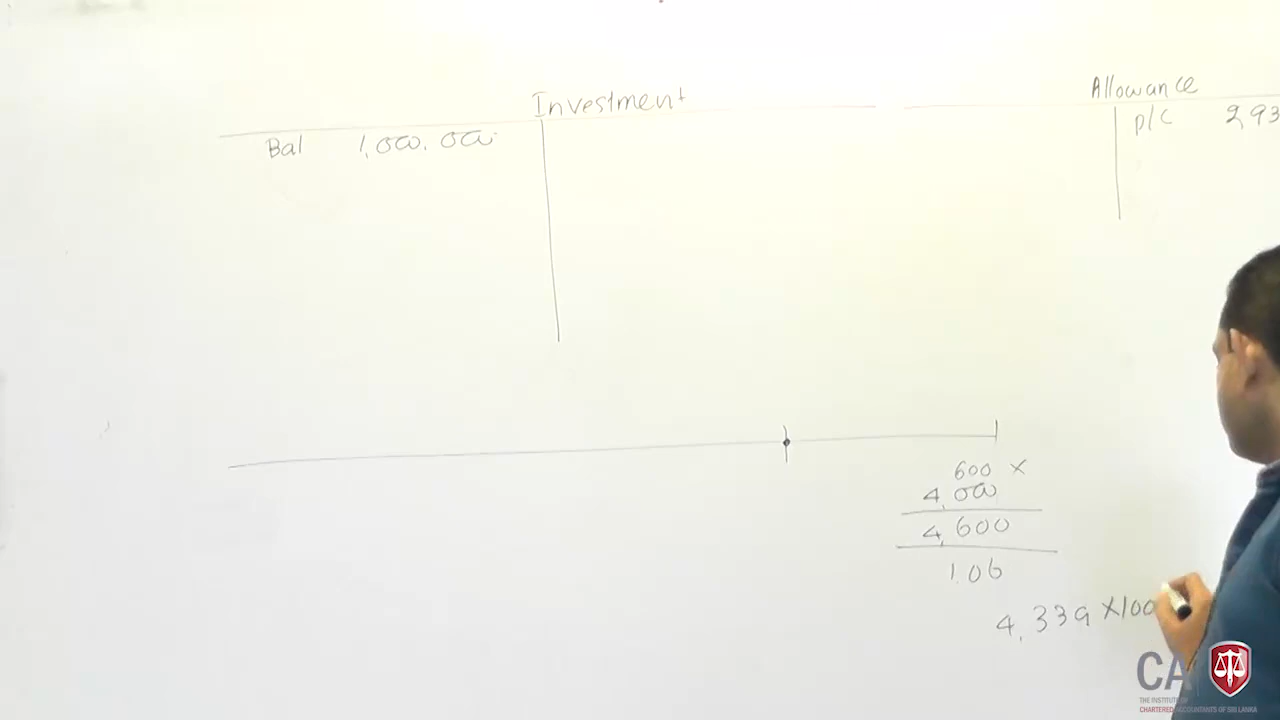 Investment
Allowance
Bal 1,000,000
P/C 2,93
600 X
4,000
4,600
1.06
4,339 X100
CA
THE INSTITUTE OF
CHARTERED ACCOUNTANTS OF SRI LANKA